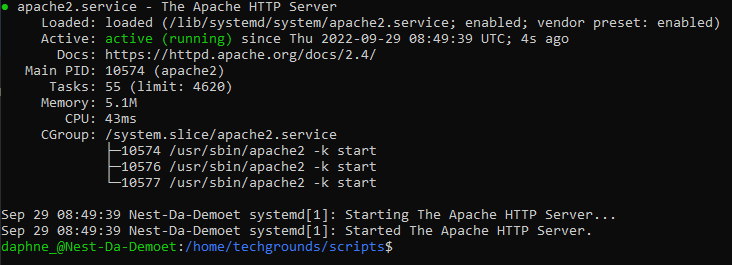 ● apache2.service - The Apache HTTP Server
     Loaded: loaded (/lib/systemd/system/apache2.service; enabled; vendor preset: enabled)
     Active: active (running) since Thu 2022-09-29 08:49:39 UTC; 4s ago
       Docs: https://httpd.apache.org/docs/2.4/
   Main PID: 10574 (apache2)
      Tasks: 55 (limit: 4620)
     Memory: 5.1M
        CPU: 43ms
     CGroup: /system.slice/apache2.service
             ├─10574 /usr/sbin/apache2 -k start
             ├─10576 /usr/sbin/apache2 -k start
             └─10577 /usr/sbin/apache2 -k start

Sep 29 08:49:39 Nest-Da-Demoet systemd[1]: Starting The Apache HTTP Server...
Sep 29 08:49:39 Nest-Da-Demoet systemd[1]: Started The Apache HTTP Server.
daphne_@Nest-Da-Demoet:/home/techgrounds/scripts$